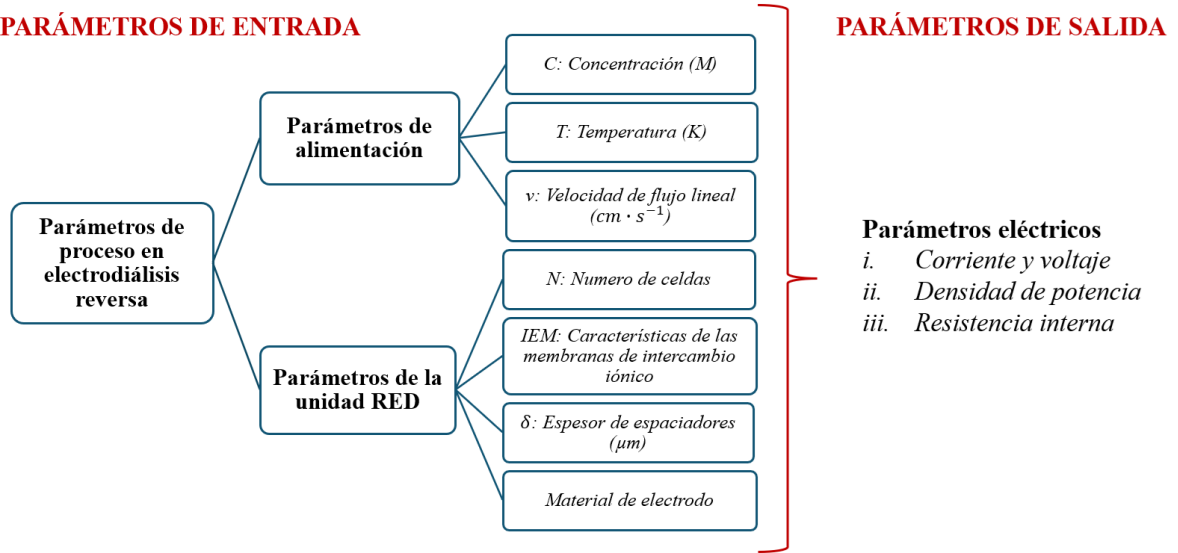 PARÁMETROS DE ENTRADA
PARÁMETROS DE SALIDA
Parámetros de
proceso en
electrodiálisis
reversa
Parámetros de
alimentación
C: Concentración (M)
T: Temperatura (K)
v: Velocidad de flujo lineal
(cm · s⁻¹)
Parámetros de la
unidad RED
N: Numero de celdas
IEM: Características de las
membranas de intercambio
iónico
δ: Espesor de espaciadores
(µm)
Material de electrodo
Parámetros eléctricos
i. Corriente y voltaje
ii. Densidad de potencia
iii. Resistencia interna